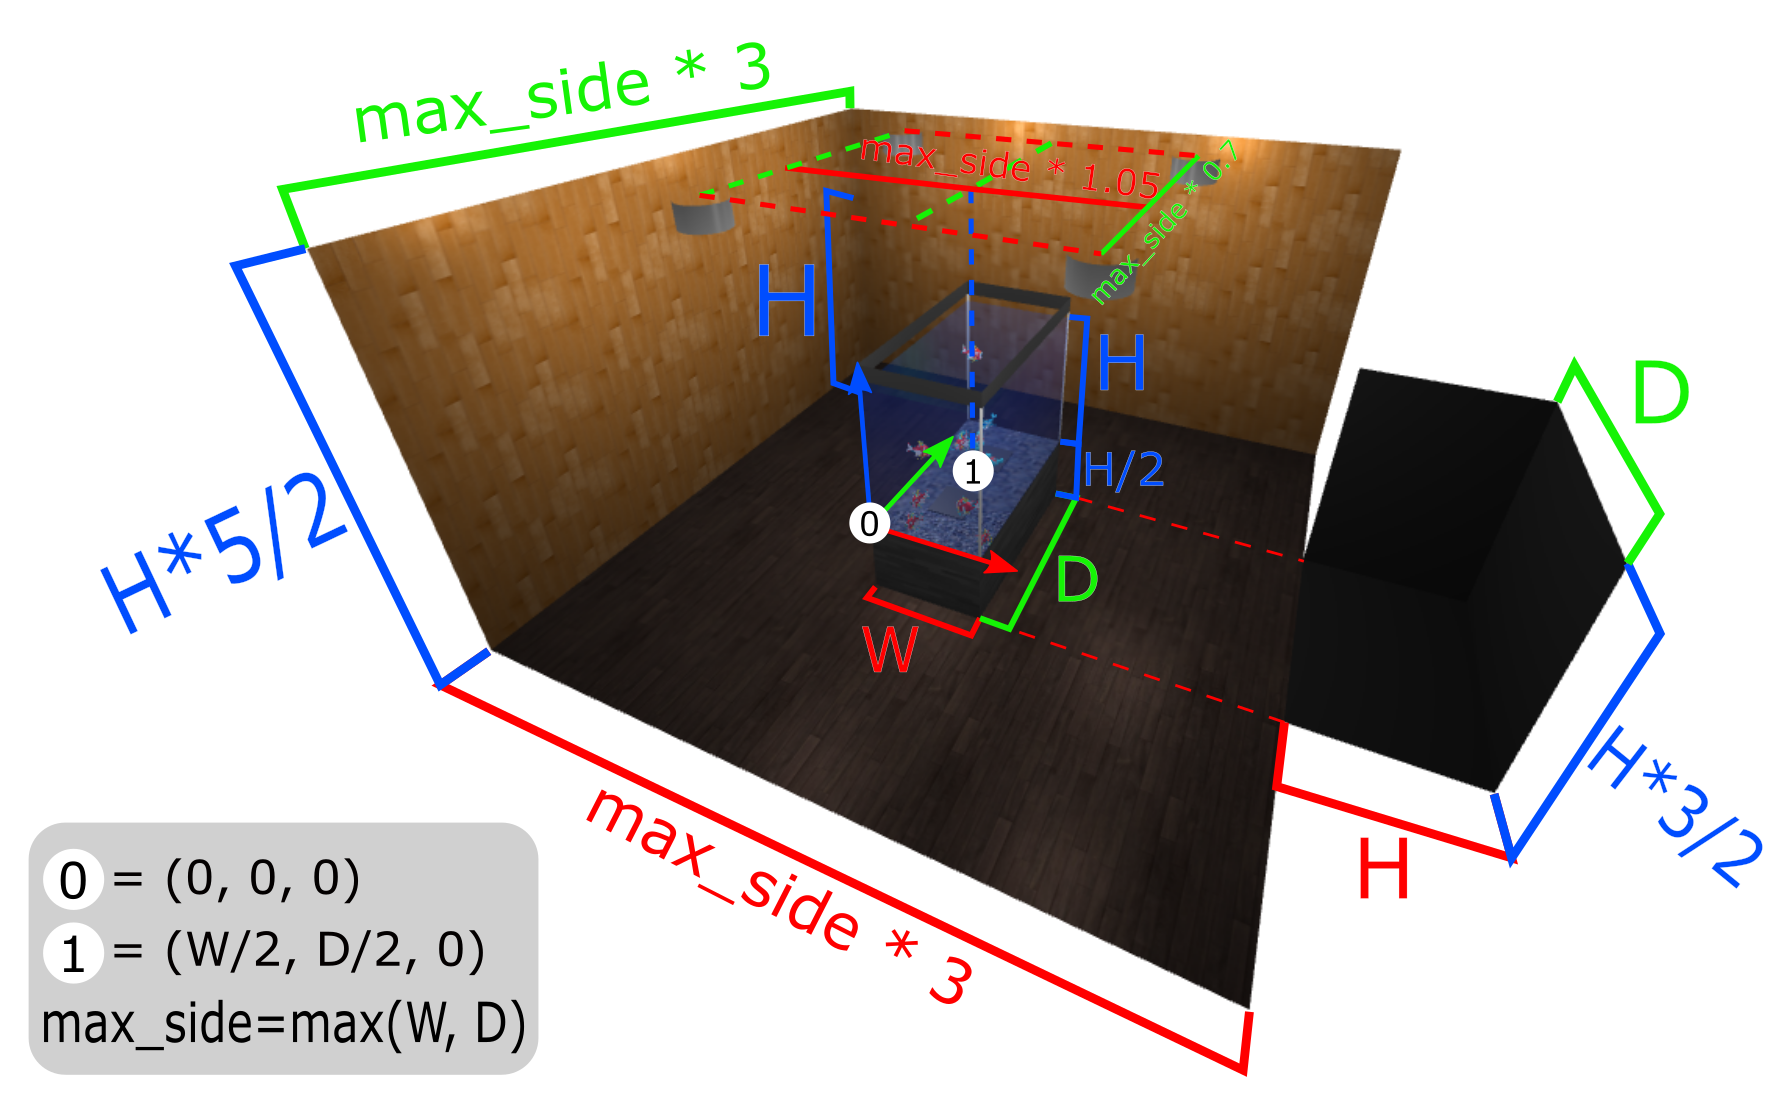 max_side * 3
max_side * 1.05
max_side * 0.7
H
H
D
H/2
H*5/2
0
1
D
W
H*3/2
max_side * 3
H
0 = (0, 0, 0)
1 = (W/2, D/2, 0)
max_side=max(W, D)